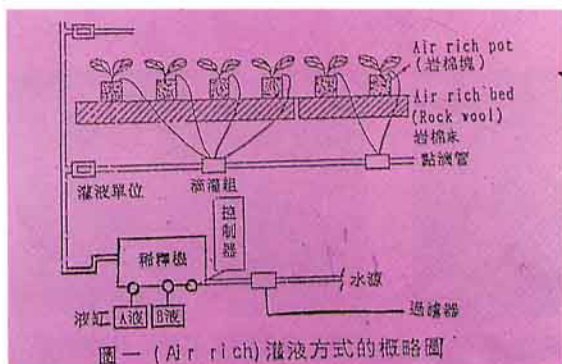 Air rich pot
(岩棉塊)
Air rich bed
(Rock wool)
岩棉床
點滴管
灌液單位
滴灌組
控制器
稀釋機
水源
液缸
A液
B液
過濾器
圖一 (Air rich)灌液方式的概略圖